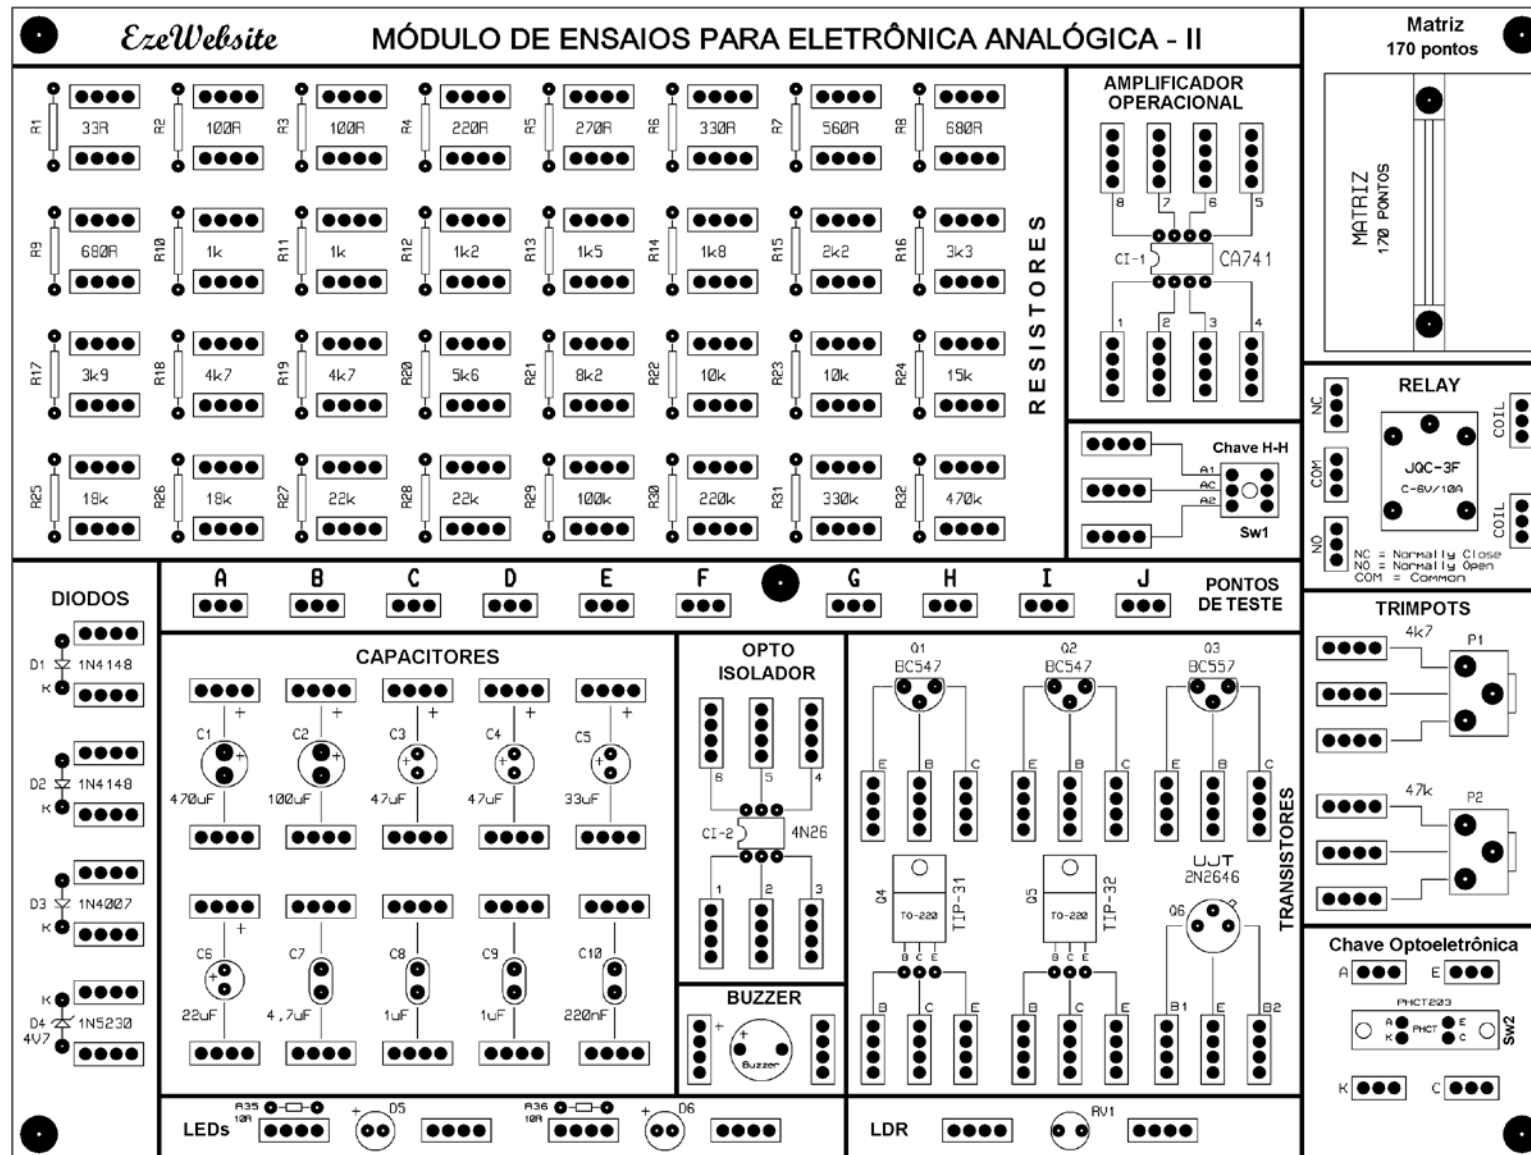 EzeWebsite
MÓDULO DE ENSAIOS PARA ELETRÔNICA ANALÓGICA - II
Matriz
170 pontos
R1 33R
R2 100R
R3 100R
R4 220R
R5 270R
R6 330R
R7 560R
R8 680R
R9 680R
R10 1k
R11 1k
R12 1k2
R13 1k5
R14 1k8
R15 2k2
R16 3k3
R17 3k9
R18 4k7
R19 4k7
R20 5k6
R21 8k2
R22 10k
R23 10k
R24 15k
R25 18k
R26 18k
R27 22k
R28 22k
R29 100k
R30 220k
R31 330k
R32 470k
RESISTORES
AMPLIFICADOR
OPERACIONAL
8 7 6 5
CI-1 CA741
1 2 3 4
Chave H-H
A1
AC
A2
Sw1
MATRIZ
170 PONTOS
RELAY
NC
COM
NO
COIL
COIL
JQC-3F
C-6V/10A
NC = Normally Close
NO = Normally Open
COM = Common
DIODOS
D1 1N4148
K
D2 1N4148
K
D3 1N4007
K
K
D4 1N5230
4V7
A B C D E F G H I J
PONTOS
DE TESTE
CAPACITORES
+ + + + +
C1 + 470uF
C2 + 100uF
C3 + 47uF
C4 + 47uF
C5 + 33uF
+
C6 + 22uF
C7 4,7uF
C8 1uF
C9 1uF
C10 220nF
OPTO
ISOLADOR
6 5 4
CI-2 4N26
1 2 3
BUZZER
+ +
Buzzer
Q1
BC547
E B C
Q2
BC547
E B C
Q3
BC557
E B C
Q4 TO-220 TIP-31
B C E
B C E
Q5 TO-220 TIP-32
B C E
B C E
UJT
2N2646
Q6
B1 E B2
TRANSISTORES
TRIMPOTS
4k7 P1
47k P2
Chave Optoeletrônica
A E
PHCT203
A PHCT E
K C
Sw2
K C
LEDs
R35
10R
+ D5
R36
10R
+ D6
LDR
RV1